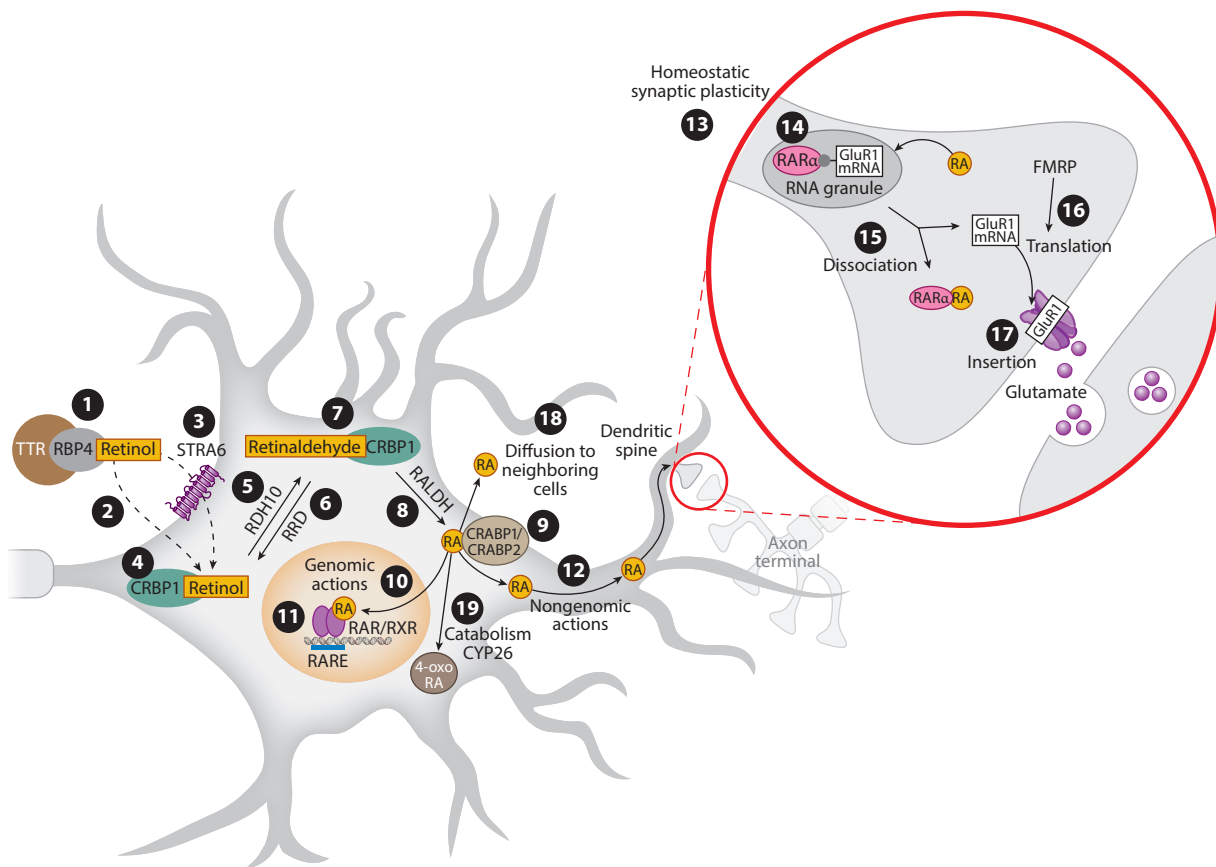 Homeostatic
synaptic plasticity
13
14
RARα
GluR1
mRNA
RNA granule
RA
FMRP
16
Translation
15
Dissociation
GluR1
mRNA
RARα
RA
17
Insertion
GluR1
Glutamate
1
TTR
RBP4
Retinol
3
STRA6
2
4
CRBP1
Retinol
5
RDH10
6
RRD
7
Retinaldehyde
CRBP1
RALDH
8
18
Diffusion to
neighboring
cells
RA
RA
CRABP1/
CRABP2
9
Genomic
actions
10
11
RA
RAR/RXR
RARE
12
RA
RA
Nongenomic
actions
19
Catabolism
CYP26
4-oxo
RA
Dendritic
spine
Axon
terminal